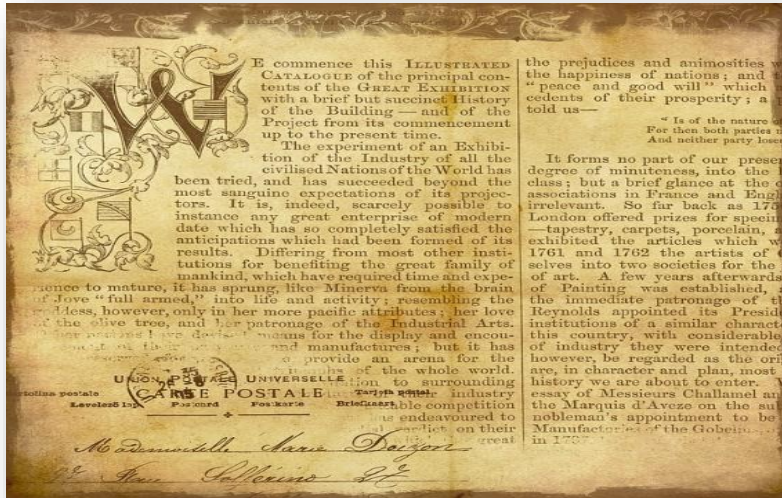 WE commence this ILLUSTRATED
CATALOGUE of the principal con-
tents of the GREAT EXHIBITION
with a brief but succinct History
of the Building — and of the
Project from its commencement
up to the present time.
The experiment of an Exhibi-
tion of the Industry of all the
civilised Nations of the World has
been tried, and has succeeded beyond the
most sanguine expectations of its projec-
tors. It is, indeed, scarcely possible to
instance any great enterprise of modern
date which has so completely satisfied the
anticipations which had been formed of its
results. Differing from most other insti-
tutions for benefiting the great family of
mankind, which have required time and expe-
rience to mature, it has sprung, like Minerva from the brain
of Jove "full armed," into life and activity; resembling the
goddess, however, only in her more pacific attributes; her love
of the olive tree, and her patronage of the Industrial Arts.
means for the display and encou-
and manufactures; but it has
provide an arena for the
of the whole world.
to surrounding
industry
competition
endeavoured to
on their
great
UNION POSTALE UNIVERSELLE
CARTE POSTALE
postale
Postcard
Postkarte
Mademoiselle Marie
the prejudices and animosities
the happiness of nations; and
"peace and good will" which
cedents of their prosperity; a
told us—
"Is of the nature
For then both parties
And neither party
It forms no part of our
degree of minuteness, into the
class; but a brief glance at the
associations in France and
irrelevant. So far back as
London offered prizes for
—tapestry, carpets, porcelain,
exhibited the articles which
1761 and 1762 the artists of
selves into two societies for the
of art. A few years afterwards
of Painting was established,
the immediate patronage of
Reynolds appointed its
institutions of a similar
this country, with considerable
of industry they were intended
however, be regarded as the
are, in character and plan, most
history we are about to enter.
essay of Messieurs Challamel
the Marquis d'Aveze on the
nobleman's appointment to be
of the
in